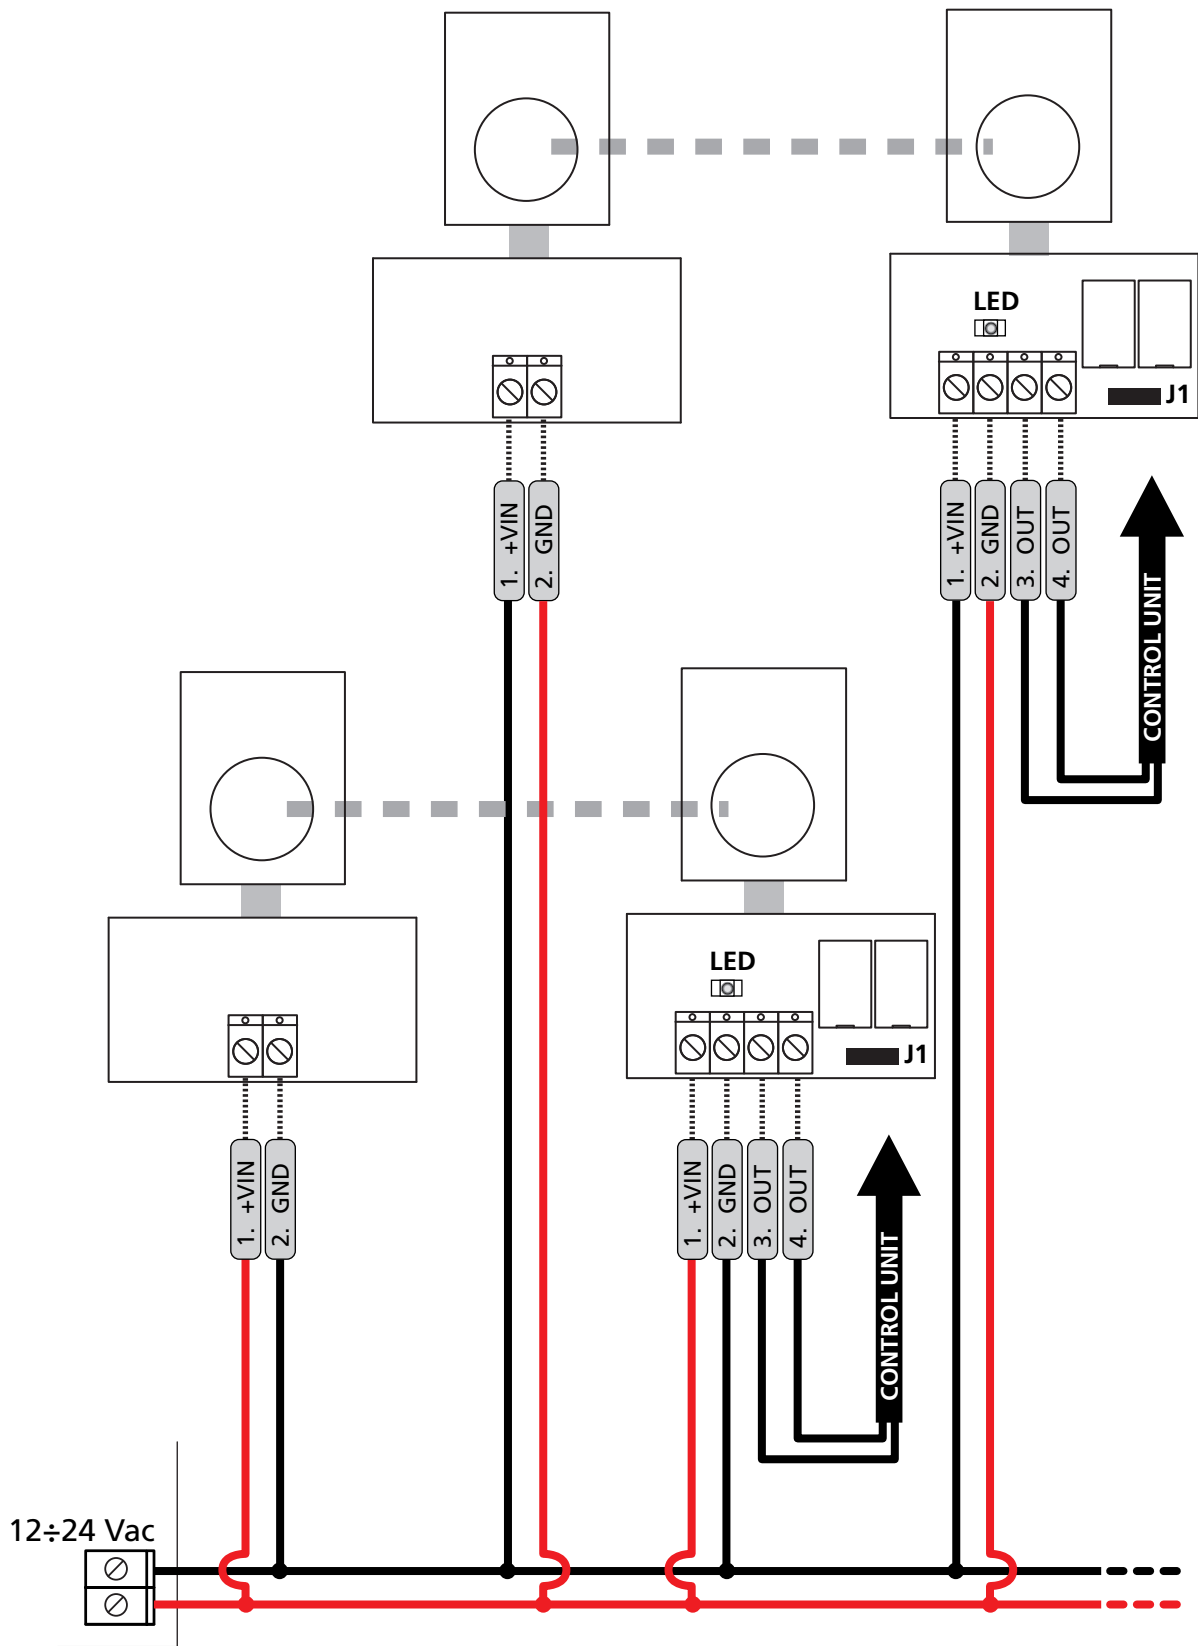 LED
J1
1. +VIN
2. GND
1. +VIN
2. GND
3. OUT
4. OUT
CONTROL UNIT
LED
J1
1. +VIN
2. GND
1. +VIN
2. GND
3. OUT
4. OUT
CONTROL UNIT
12÷24 Vac